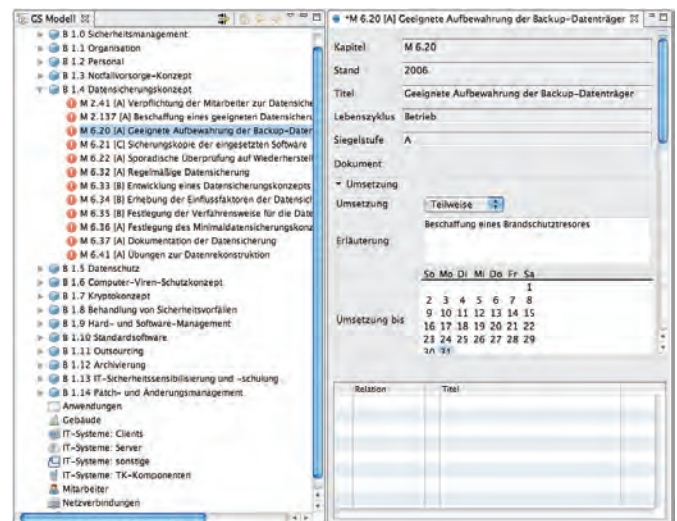 GS Modell
B 1.0 Sicherheitsmanagement
B 1.1 Organisation
B 1.2 Personal
B 1.3 Notfallvorsorge-Konzept
B 1.4 Datensicherungskonzept
M 2.41 [A] Verpflichtung der Mitarbeiter zur Datensiche
M 2.137 [A] Beschaffung eines geeigneten Datensichen
M 6.20 [A] Geeignete Aufbewahrung der Backup-Daten
M 6.21 [C] Sicherungskopie der eingesetzten Software
M 6.22 [A] Sporadische Überprüfung auf Wiederherstell
M 6.32 [A] Regelmäßige Datensicherung
M 6.33 [B] Entwicklung eines Datensicherungskonzepts
M 6.34 [B] Erhebung der Einflussfaktoren der Datensich
M 6.35 [B] Festlegung der Verfahrensweise für die Date
M 6.36 [A] Festlegung des Minimaldatensicherungskonz
M 6.37 [A] Dokumentation der Datensicherung
M 6.41 [A] Übungen zur Datenrekonstruktion
B 1.5 Datenschutz
B 1.6 Computer-Viren-Schutzkonzept
B 1.7 Kryptokonzept
B 1.8 Behandlung von Sicherheitsvorfällen
B 1.9 Hard- und Software-Management
B 1.10 Standardsoftware
B 1.11 Outsourcing
B 1.12 Archivierung
B 1.13 IT-Sicherheitssensibilisierung und -schulung
B 1.14 Patch- und Änderungsmanagement
Anwendungen
Gebäude
IT-Systeme: Clients
IT-Systeme: Server
IT-Systeme: sonstige
IT-Systeme: TK-Komponenten
Mitarbeiter
Netzverbindungen
*M 6.20 [A] Geeignete Aufbewahrung der Backup-Datenträger
Kapitel M 6.20
Stand 2006
Titel Geeignete Aufbewahrung der Backup-Datenträger
Lebenszyklus Betrieb
Siegelstufe A
Dokument
Umsetzung
Umsetzung Teilweise
Beschaffung eines Brandschutztresores
Erläuterung
So Mo Di Mi Do Fr Sa
1
2 3 4 5 6 7 8
9 10 11 12 13 14 15
Umsetzung bis
16 17 18 19 20 21 22
23 24 25 26 27 28 29
30 31
Relation Titel